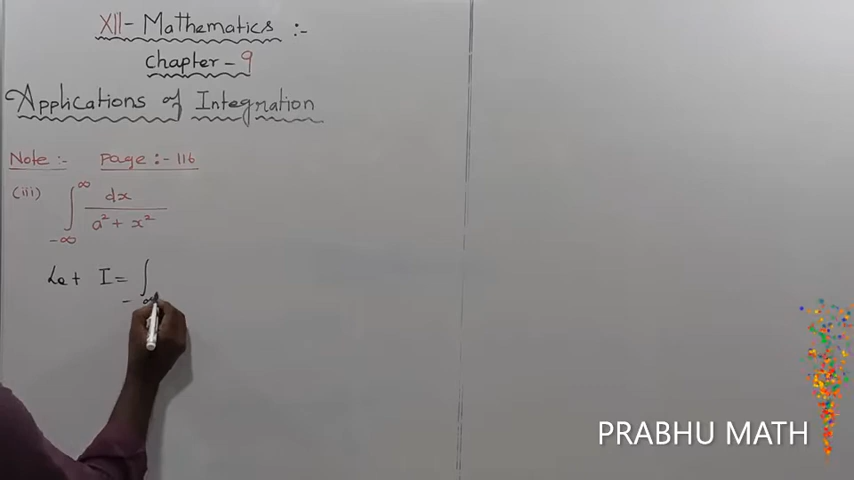 XII - Mathematics :-
Chapter - 9
Applications of Integration
Note :- Page :- 116
(iii) ∫_{-∞}^{∞} dx / (a² + x²)
Let I = ∫_{-∞}
PRABHU MATH